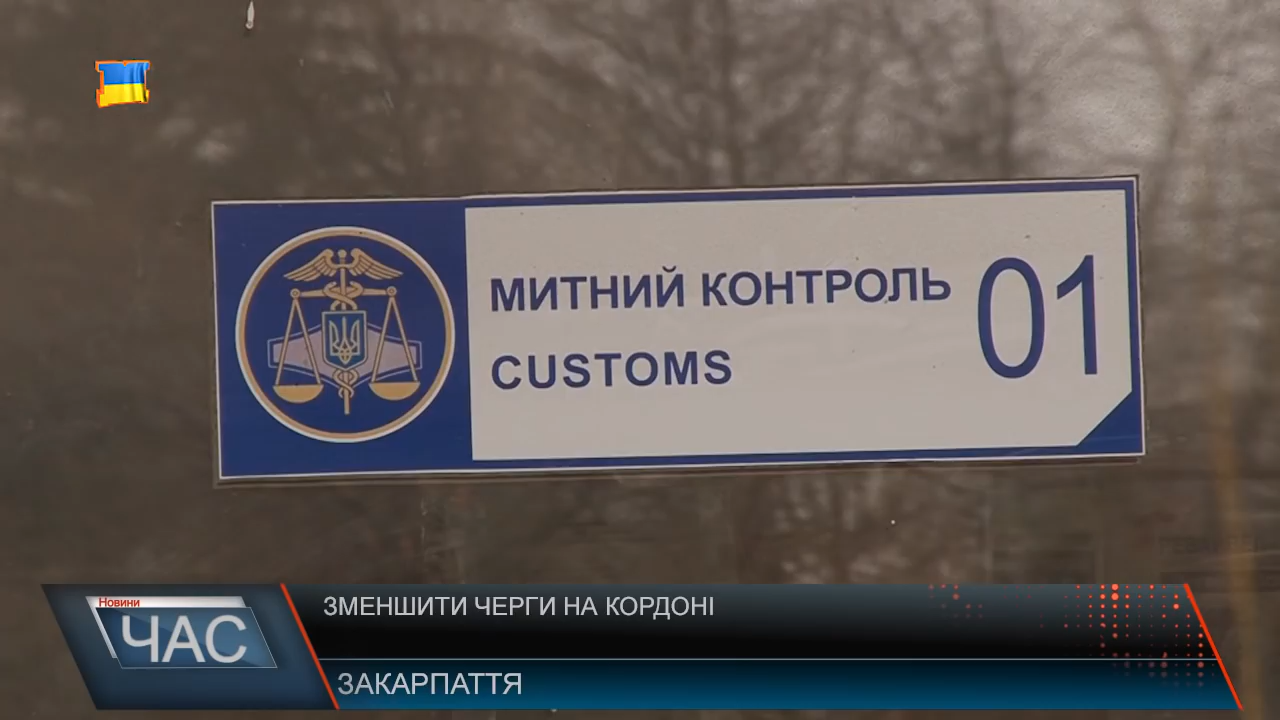 МИТНИЙ КОНТРОЛЬ
CUSTOMS
01
Новини
ЧАС
ЗМЕНШИТИ ЧЕРГИ НА КОРДОНІ
ЗАКАРПАТТЯ